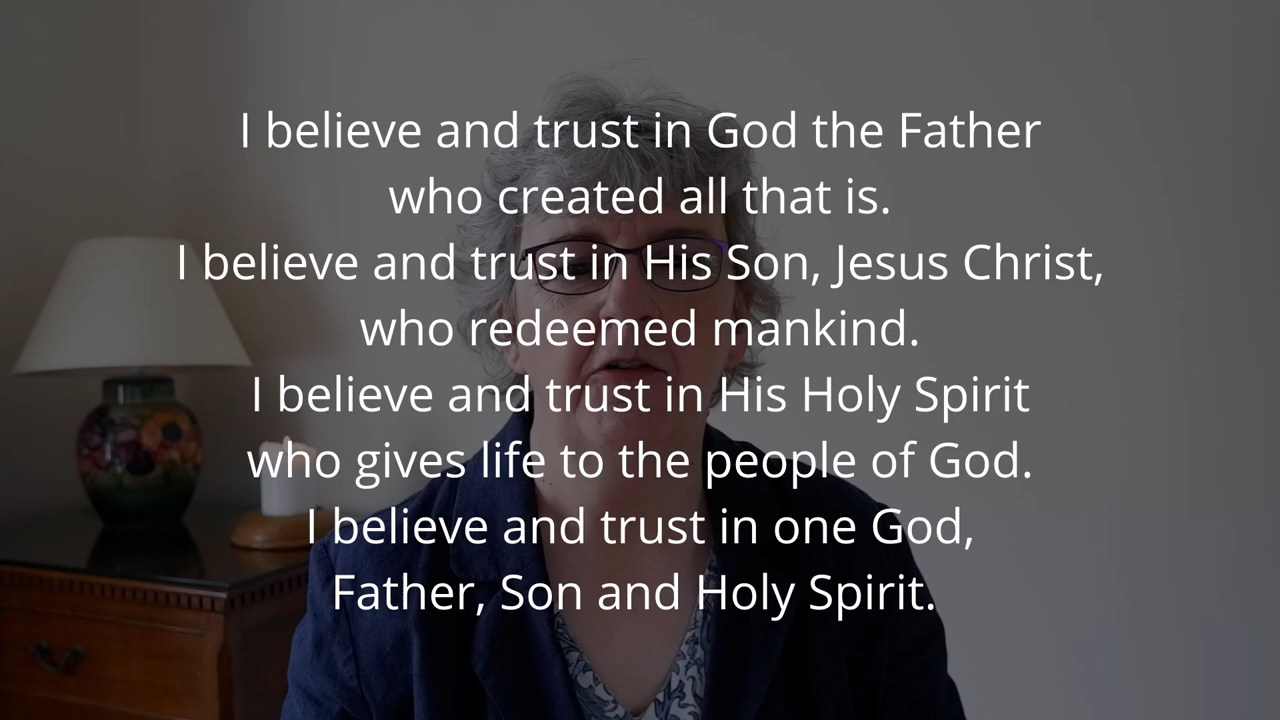 I believe and trust in God the Father
who created all that is.
I believe and trust in His Son, Jesus Christ,
who redeemed mankind.
I believe and trust in His Holy Spirit
who gives life to the people of God.
I believe and trust in one God,
Father, Son and Holy Spirit.